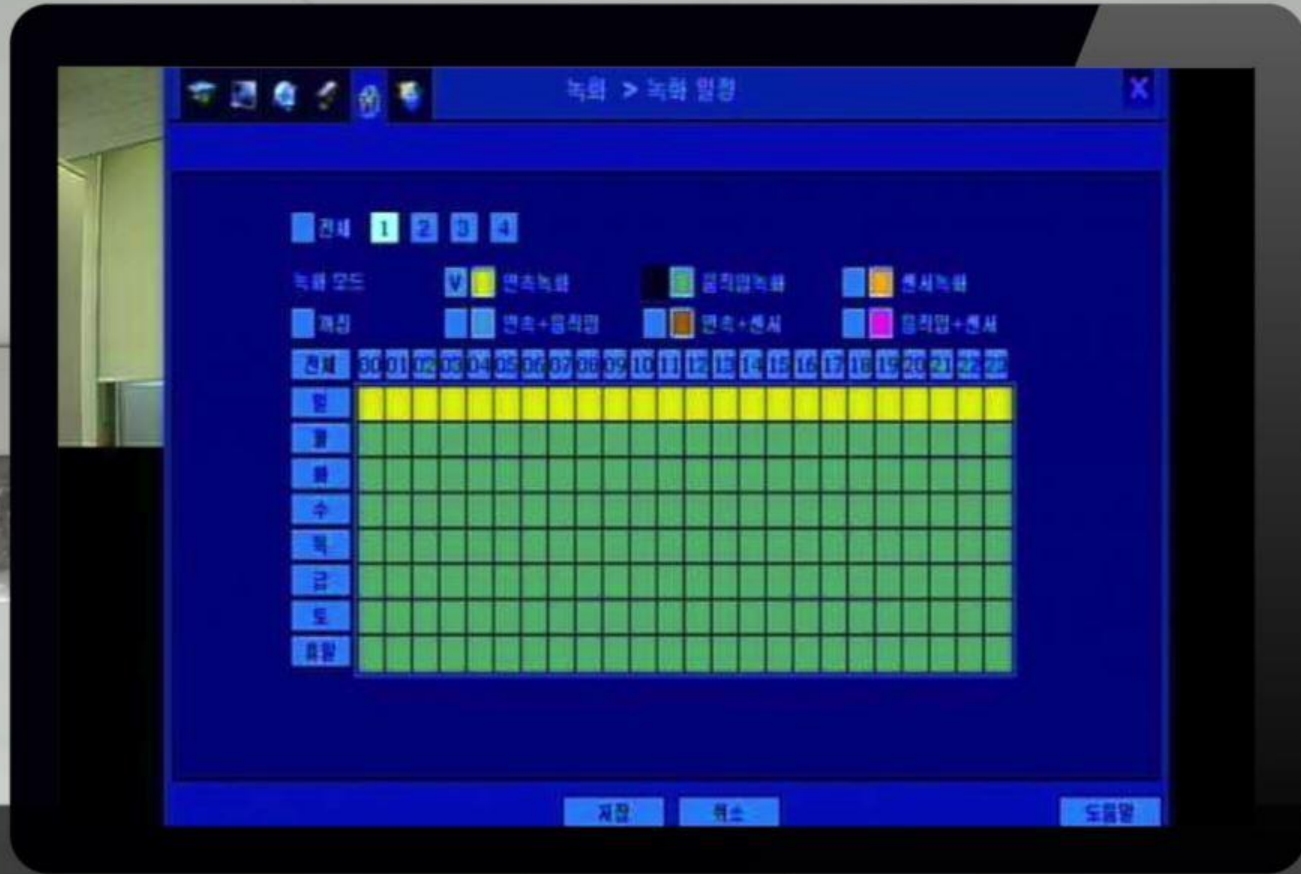 녹화 > 녹화 일정
X
전체 1 2 3 4
녹화 모드 V 연속녹화 움직임녹화 센서녹화
꺼짐 연속+움직임 연속+센서 움직임+센서
전체 00 01 02 03 04 05 06 07 08 09 10 11 12 13 14 15 16 17 18 19 20 21 22 23
일
월
화
수
목
금
토
휴일
저장 취소 도움말